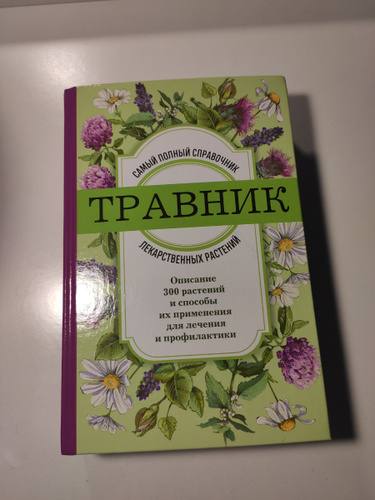 САМЫЙ ПОЛНЫЙ СПРАВОЧНИК
ТРАВНИК
ЛЕКАРСТВЕННЫХ РАСТЕНИЙ
Описание
300 растений
и способы
их применения
для лечения
и профилактики